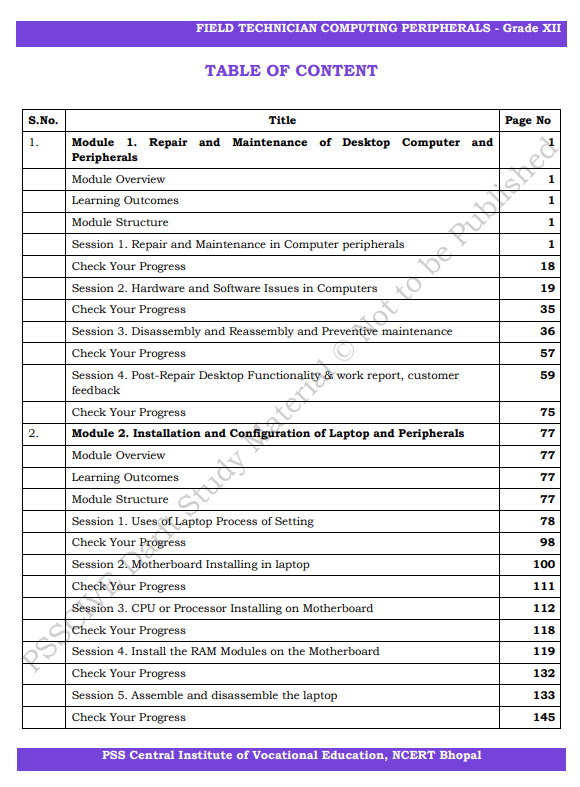 FIELD TECHNICIAN COMPUTING PERIPHERALS - Grade XII
TABLE OF CONTENT
S.No. Title Page No
1. Module 1. Repair and Maintenance of Desktop Computer and 1
Peripherals
Module Overview 1
Learning Outcomes 1
Module Structure 1
Session 1. Repair and Maintenance in Computer peripherals 1
Check Your Progress 18
Session 2. Hardware and Software Issues in Computers 19
Check Your Progress 35
Session 3. Disassembly and Reassembly and Preventive maintenance 36
Check Your Progress 57
Session 4. Post-Repair Desktop Functionality & work report, customer 59
feedback
Check Your Progress 75
2. Module 2. Installation and Configuration of Laptop and Peripherals 77
Module Overview 77
Learning Outcomes 77
Module Structure 77
Session 1. Uses of Laptop Process of Setting 78
Check Your Progress 98
Session 2. Motherboard Installing in laptop 100
Check Your Progress 111
Session 3. CPU or Processor Installing on Motherboard 112
Check Your Progress 118
Session 4. Install the RAM Modules on the Motherboard 119
Check Your Progress 132
Session 5. Assemble and disassemble the laptop 133
Check Your Progress 145
PSS Central Institute of Vocational Education, NCERT Bhopal
PSSCIVE Darft Study Material © Not to be Published